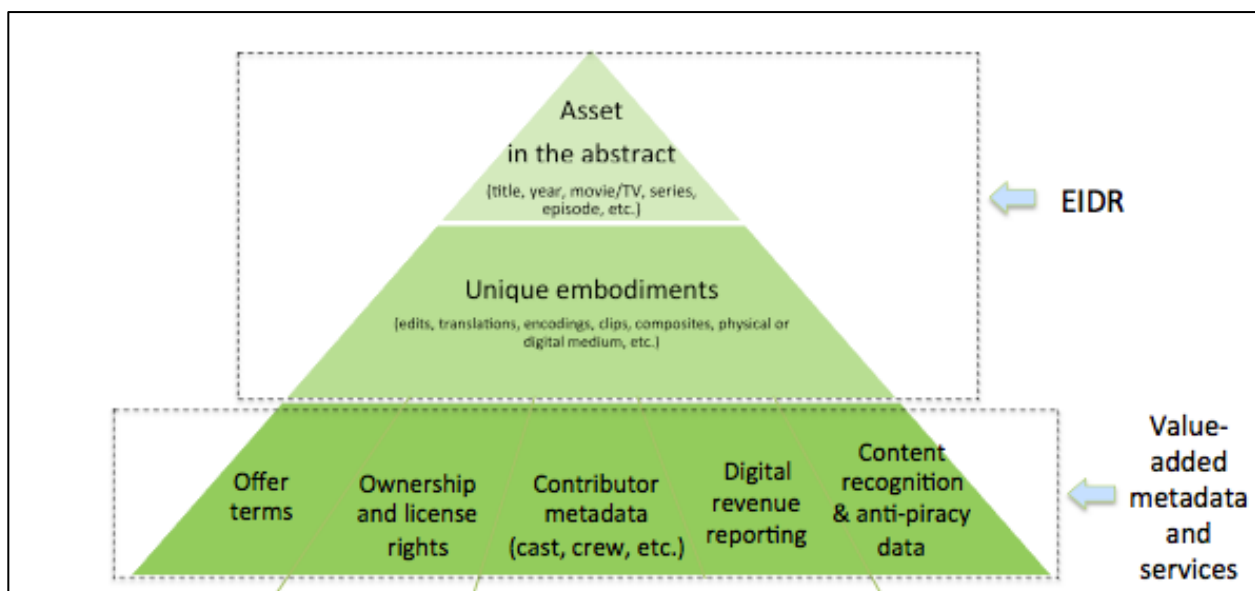 Asset
in the abstract
(title, year, movie/TV, series,
episode, etc.)
EIDR
Unique embodiments
(edits, translations, encodings, clips, composites, physical or
digital medium, etc.)
Offer
terms
Ownership
and license
rights
Contributor
metadata
(cast, crew, etc.)
Digital
revenue
reporting
Content
recognition
& anti-piracy
data
Value-
added
metadata
and
services